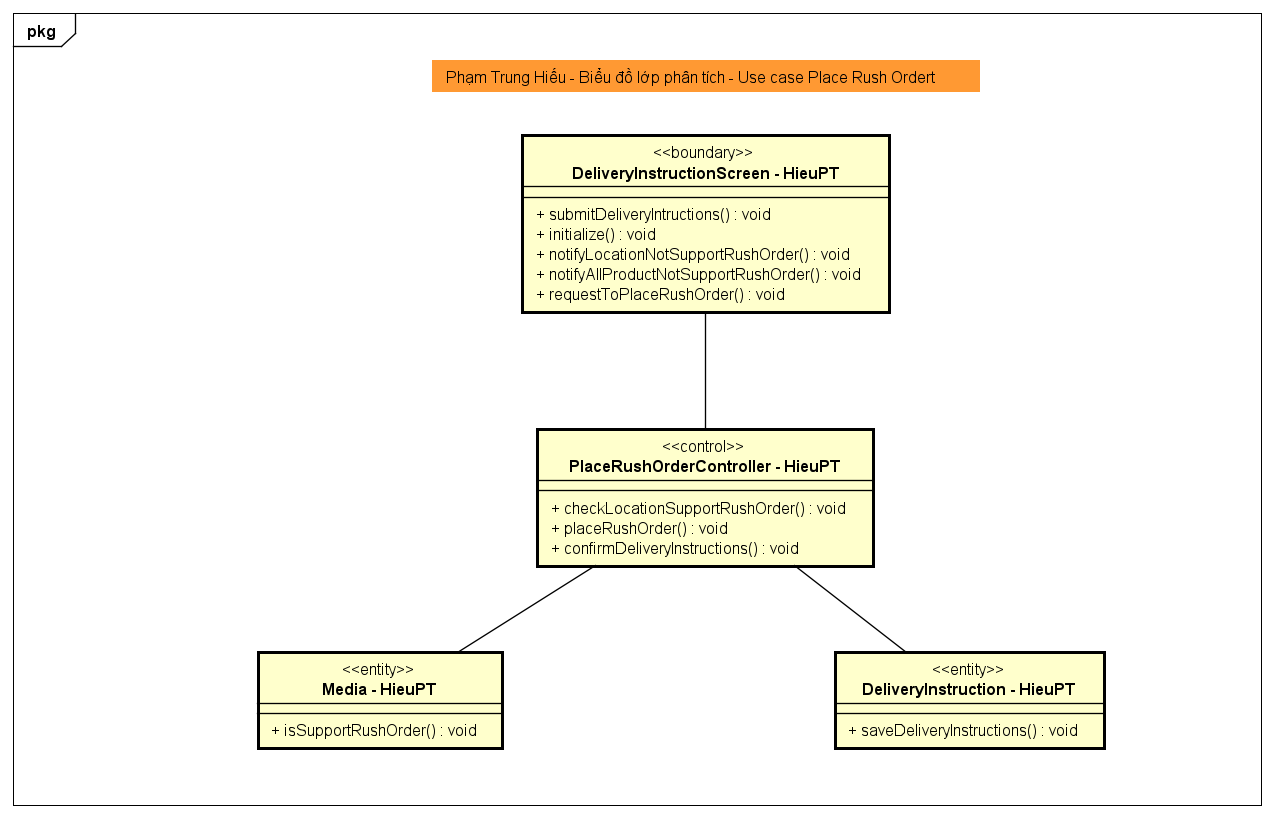 pkg
Phạm Trung Hiếu - Biểu đồ lớp phân tích - Use case Place Rush Ordert
<<boundary>>
DeliveryInstructionScreen - HieuPT
+ submitDeliveryIntructions() : void
+ initialize() : void
+ notifyLocationNotSupportRushOrder() : void
+ notifyAllProductNotSupportRushOrder() : void
+ requestToPlaceRushOrder() : void
<<control>>
PlaceRushOrderController - HieuPT
+ checkLocationSupportRushOrder() : void
+ placeRushOrder() : void
+ confirmDeliveryInstructions() : void
<<entity>>
Media - HieuPT
+ isSupportRushOrder() : void
<<entity>>
DeliveryInstruction - HieuPT
+ saveDeliveryInstructions() : void